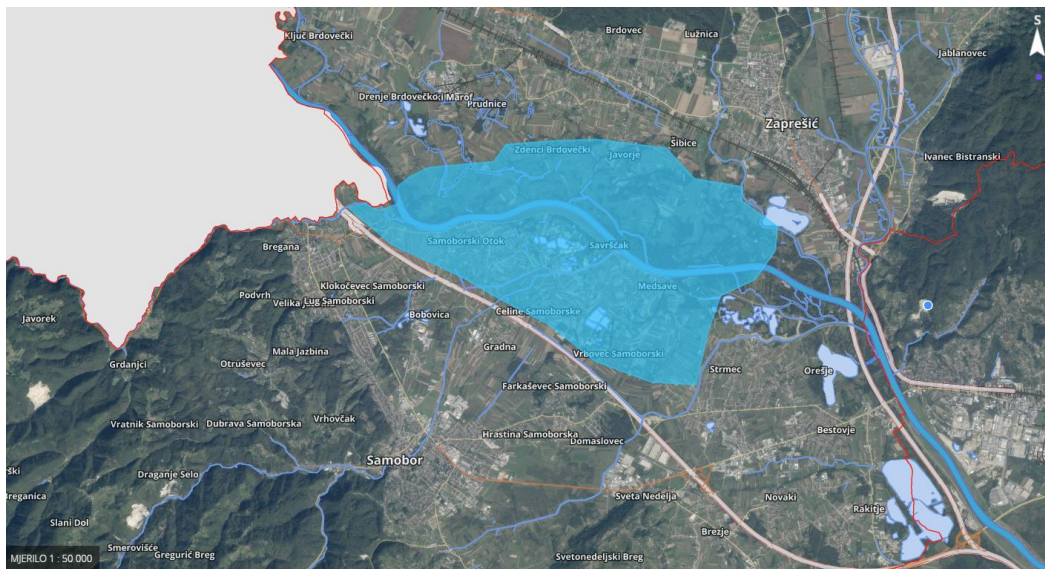 S
Ključ Brdovečki
Brdovec
Lužnica
Jablanovec
Drenje Brdovečko
i Marof
Prudnice
Zaprešić
Šibice
Zdenci Brdovečki
Javorje
Ivanec Bistranski
Bregana
Samoborski Otok
Savrščak
Klokočevec Samoborski
Medsave
Podvrh
Velika
Lug Samoborski
Javorek
Bobovica
Celine Samoborske
Gradna
Vrbovec Samoborski
Mala Jazbina
Grdanjci
Otruševec
Strmec
Orešje
Farkaševec Samoborski
Vratnik Samoborski
Dubrava Samoborska
Vrhovčak
Hrastina Samoborska
Domaslovec
Bestovje
Samobor
Draganje Selo
Sveta Nedelja
Novaki
Rakitje
Slani Dol
Brezje
Smerovišće
Gregurić Breg
Svetonedeljski Breg
MJERILO 1 : 50 000